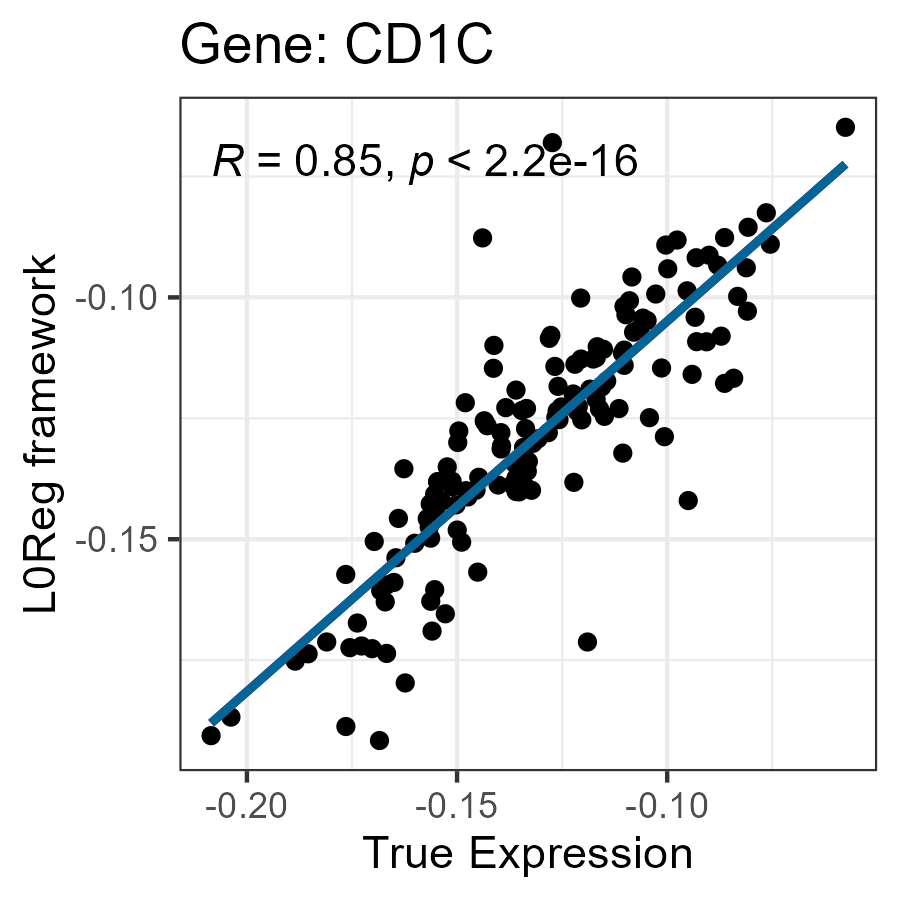 Gene: CD1C
R = 0.85, p < 2.2e-16
L0Reg framework
-0.10
-0.15
-0.20
-0.15
-0.10
True Expression